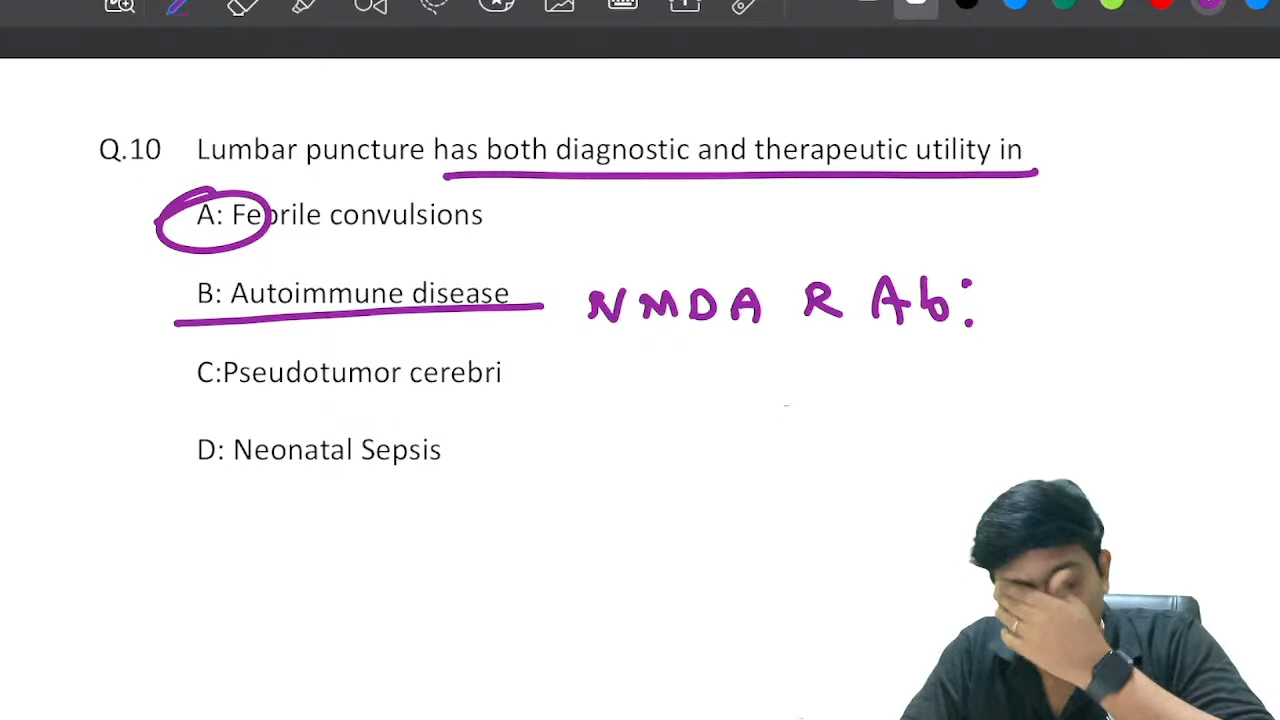 Q.10 Lumbar puncture has both diagnostic and therapeutic utility in
A: Febrile convulsions
B: Autoimmune disease NMDA R Ab:
C:Pseudotumor cerebri
D: Neonatal Sepsis